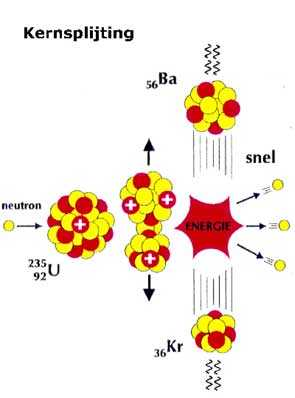 Kernsplijting
56Ba
snel
neutron
ENERGIE
235
92U
36Kr